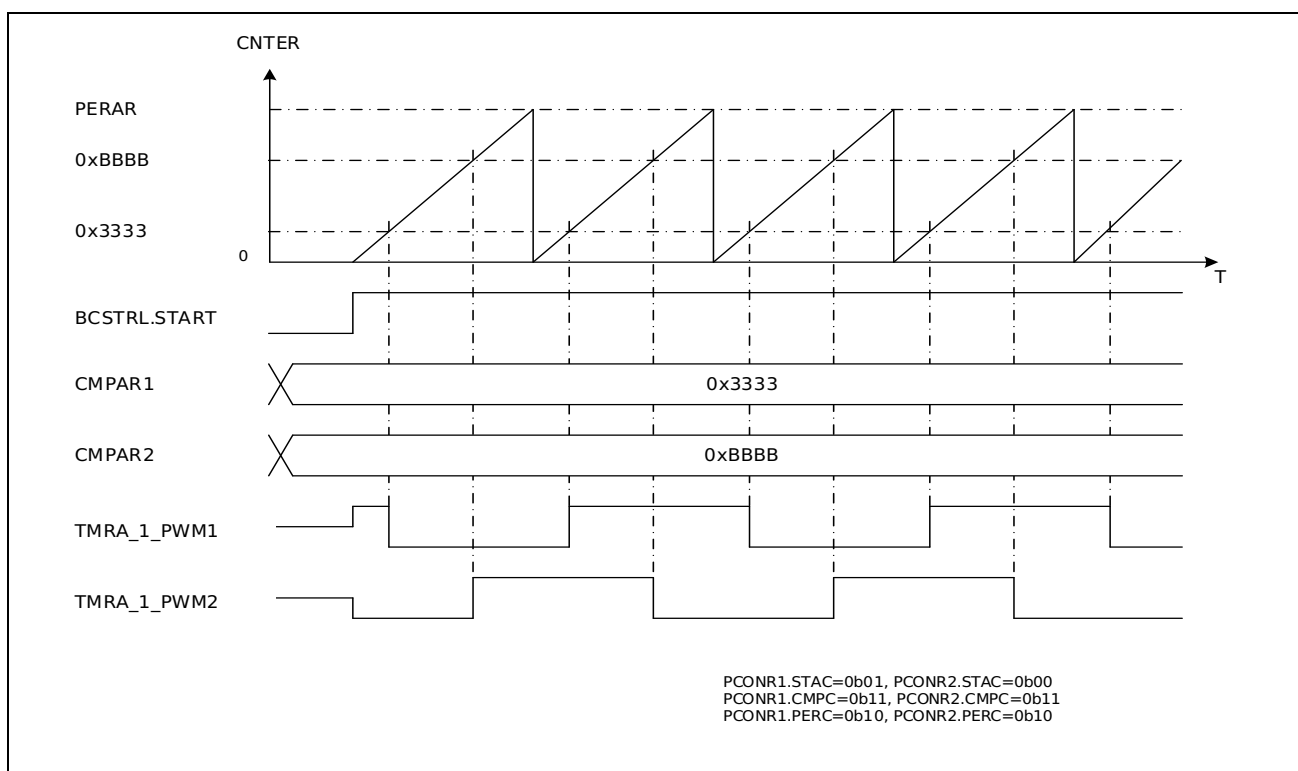 CNTER
PERAR
0xBBBB
0x3333
0
T
BCSTRL.START
CMPAR1
0x3333
CMPAR2
0xBBBB
TMRA_1_PWM1
TMRA_1_PWM2
PCONR1.STAC=0b01, PCONR2.STAC=0b00
PCONR1.CMPC=0b11, PCONR2.CMPC=0b11
PCONR1.PERC=0b10, PCONR2.PERC=0b10